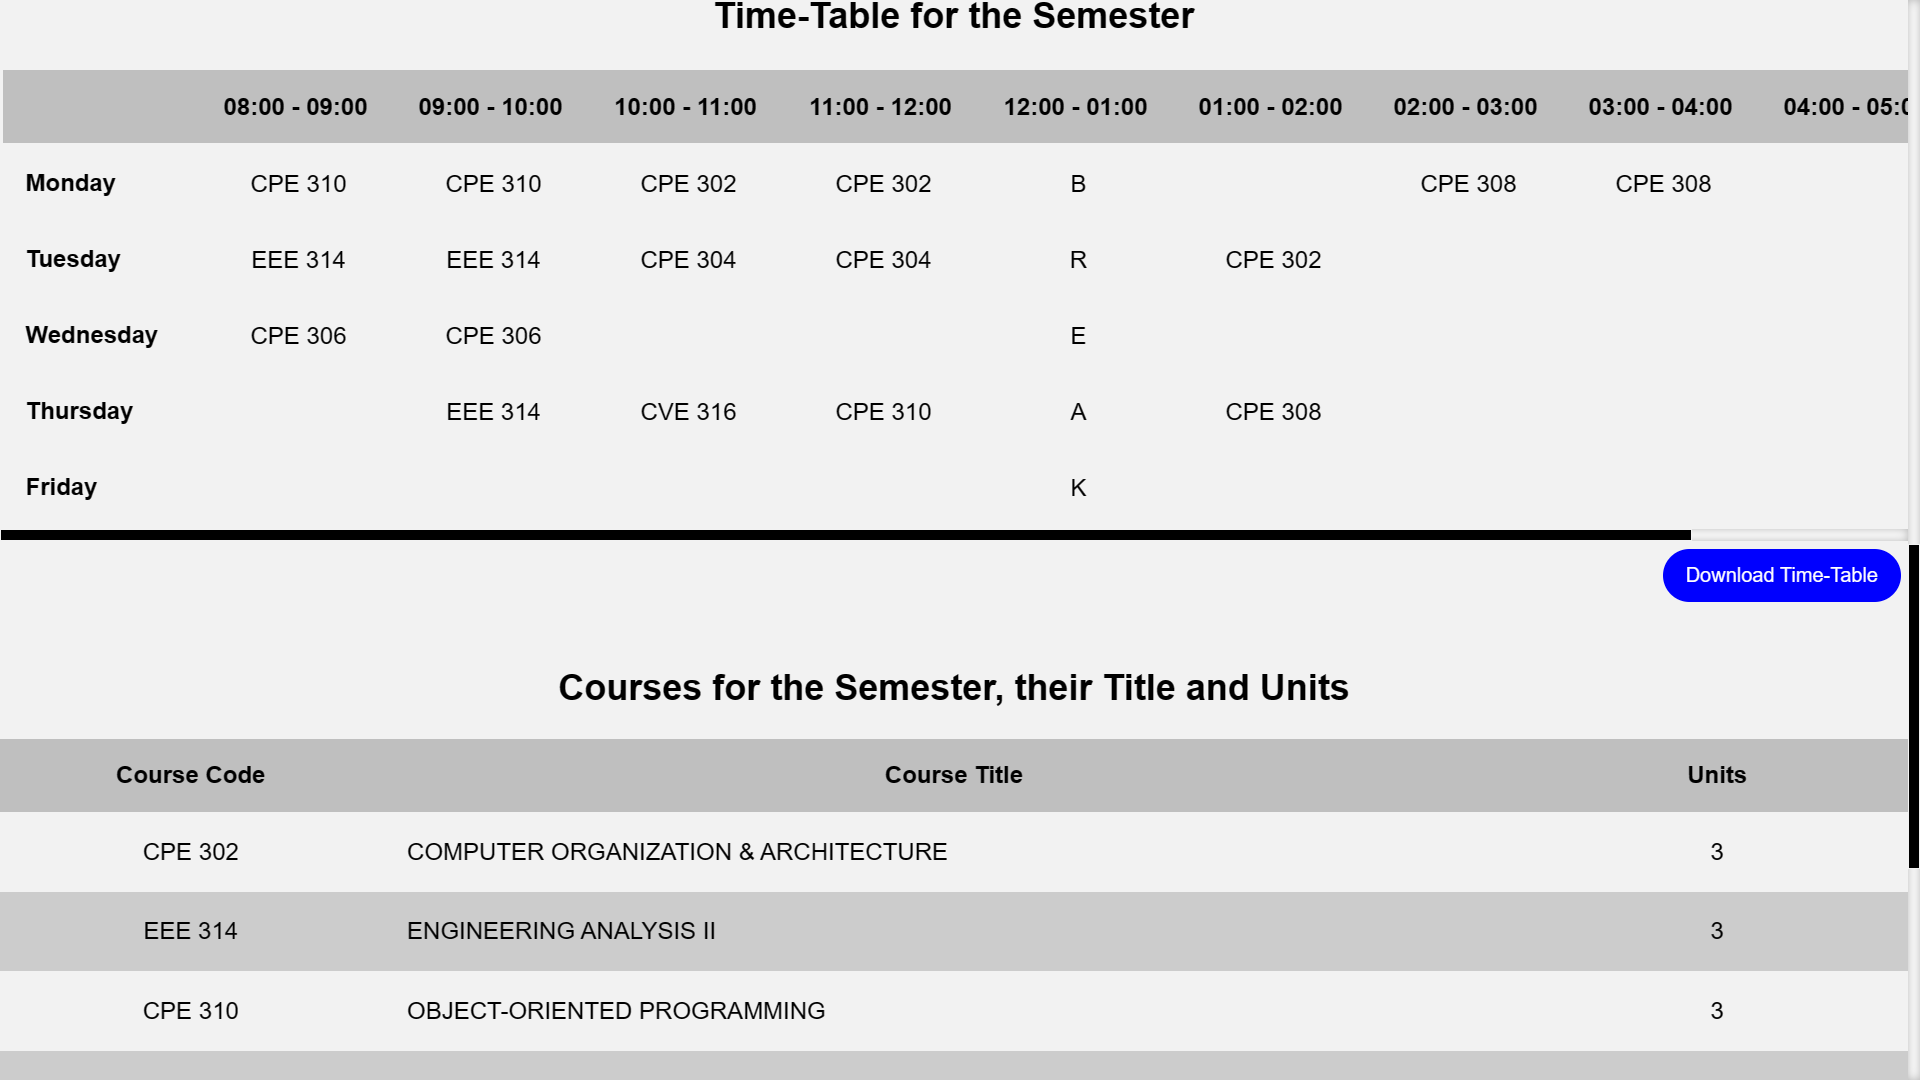 Time-Table for the Semester
08:00 - 09:00 09:00 - 10:00 10:00 - 11:00 11:00 - 12:00 12:00 - 01:00 01:00 - 02:00 02:00 - 03:00 03:00 - 04:00 04:00 - 05:0
Monday CPE 310 CPE 310 CPE 302 CPE 302 B CPE 308 CPE 308
Tuesday EEE 314 EEE 314 CPE 304 CPE 304 R CPE 302
Wednesday CPE 306 CPE 306 E
Thursday EEE 314 CVE 316 CPE 310 A CPE 308
Friday K
Download Time-Table
Courses for the Semester, their Title and Units
Course Code Course Title Units
CPE 302 COMPUTER ORGANIZATION & ARCHITECTURE 3
EEE 314 ENGINEERING ANALYSIS II 3
CPE 310 OBJECT-ORIENTED PROGRAMMING 3